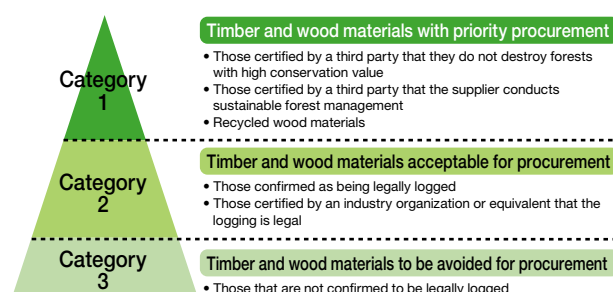 Category
1
Timber and wood materials with priority procurement
• Those certified by a third party that they do not destroy forests
with high conservation value
• Those certified by a third party that the supplier conducts
sustainable forest management
• Recycled wood materials
Category
2
Timber and wood materials acceptable for procurement
• Those confirmed as being legally logged
• Those certified by an industry organization or equivalent that the
logging is legal
Category
3
Timber and wood materials to be avoided for procurement
• Those that are not confirmed to be legally logged